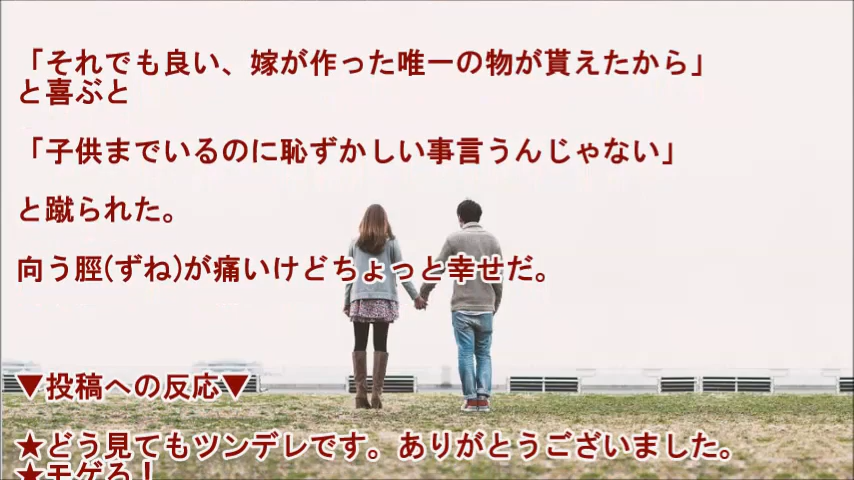 「それでも良い、嫁が作った唯一の物が貰えたから」
と喜ぶと
「子供までいるのに恥ずかしい事言うんじゃない」
と蹴られた。
向う脛(ずね)が痛いけどちょっと幸せだ。
▼投稿への反応▼
★どう見てもツンデレです。ありがとうございました。
★モゲろ!